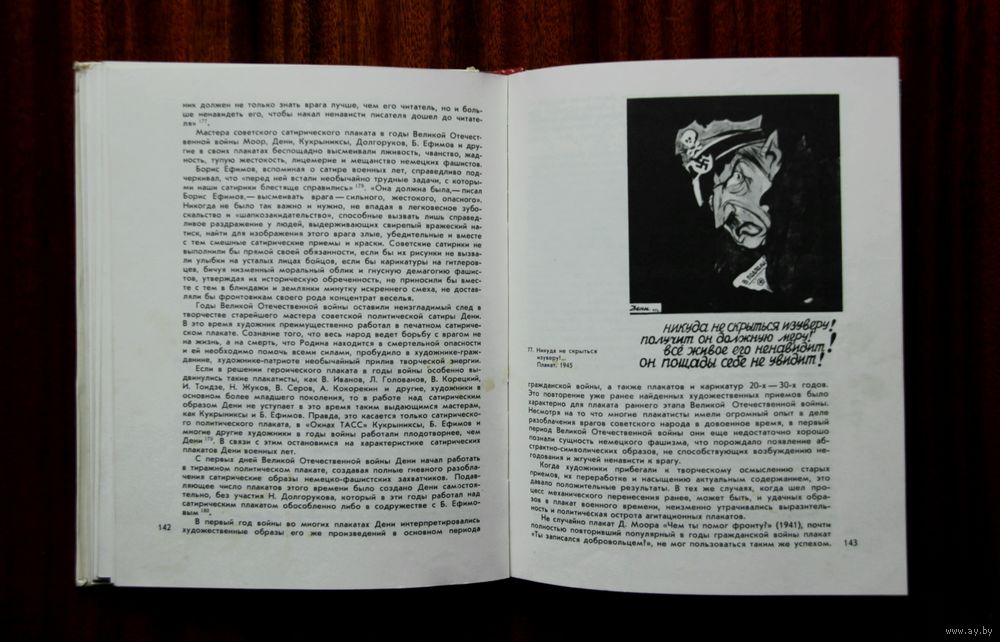 ник должен не только знать врага лучше, чем его читатель, но и боль-
ше ненавидеть его, чтобы накал ненависти писателя дошел до читате-
ля» 177.
Мастера советского сатирического плаката в годы Великой Отечест-
венной войны Моор, Дени, Кукрыниксы, Долгоруков, Б. Ефимов и дру-
гие в своих плакатах беспощадно высмеивали лживость, чванство, жад-
ность, тупую жестокость, лицемерие и мещанство немецких фашистов.
Борис Ефимов, вспоминая о сатире военных лет, справедливо под-
черкивал, что «перед ней встали необычайно трудные задачи, с которы-
ми наши сатирики блестяще справились» 178. «Она должна была,— писал
Борис Ефимов,— высмеивать врага — сильного, жестокого, опасного.
Никогда не было так важно и нужно, не впадая в легковесное зубо-
скальство и «шапкозакидательство», способные вызвать лишь справед-
ливое раздражение у людей, выдерживающих свирепый вражеский на-
тиск, найти для изображения этого врага злые, убедительные и вместе
с тем смешные сатирические приемы и краски. Советские сатирики не
выполнили бы прямой своей обязанности, если бы их рисунки не вызва-
ли улыбки на усталых лицах бойцов, если бы карикатуры на гитлеров-
цев, бичуя низменный моральный облик и гнусную демагогию фашис-
тов, утверждая их историческую обреченность, не приносили бы вмес-
те с тем в блиндажи и землянки минутку искреннего смеха, не достав-
ляли бы фронтовикам своего рода концентрат веселья.
Годы Великой Отечественной войны оставили неизгладимый след в
творчестве старейшего мастера советской политической сатиры Дени.
В это время художник преимущественно работал в печатном сатириче-
ском плакате. Сознание того, что весь народ ведет борьбу с врагом не
на жизнь, а на смерть, что Родина находится в смертельной опасности
и ей необходимо помочь всеми силами, пробудило в художнике-граж-
данине, художнике-патриоте необычайный прилив творческой энергии.
Если в решении героического плаката в годы войны особенно вы-
двинулись такие плакатисты, как В. Иванов, Л. Голованов, В. Корецкий,
И. Тоидзе, Н. Жуков, В. Серов, А. Кокорекин и другие, художники в
основном более младшего поколения, то в работе над сатирическим
образом Дени не уступает в это время таким выдающимся мастерам,
как Кукрыниксы и Б. Ефимов. Правда, это касается только сатирическо-
го политического плаката, в «Окнах ТАСС» Кукрыниксы, Б. Ефимов и
многие другие художники в годы войны работали плодотворнее, чем
Дени 179. В связи с этим остановимся на характеристике сатирических
плакатов Дени военных лет.
С первых дней Великой Отечественной войны Дени начал работать
в тиражном политическом плакате, создавая полные гневного разобла-
чения сатирические образы немецко-фашистских захватчиков. Подав-
ляющее число плакатов этого времени было создано Дени самостоя-
тельно, без участия Н. Долгорукова, который в эти годы работал над
сатирическим плакатом обособленно либо в содружестве с Б. Ефимо-
вым 180.
В первый год войны во многих плакатах Дени интерпретировались
художественные образы его же произведений в основном периода
142
Дени
никуда не скрыться изуверу!
получит он должную меру!
всё живое его ненавидит!
он пощады себе не увидит!
77. Никуда не скрыться
изуверу!..
Плакат. 1945
гражданской войны, а также плакатов и карикатур 20-х — 30-х годов.
Это повторение уже ранее найденных художественных приемов было
характерно для плаката раннего этапа Великой Отечественной войны.
Несмотря на то что многие плакатисты имели огромный опыт в деле
разоблачения врагов советского народа в довоенное время, в первый
период Великой Отечественной войны они еще недостаточно хорошо
познали сущность немецкого фашизма, что порождало появление аб-
страктно-символических образов, не способствующих возбуждению не-
годования и жгучей ненависти к врагу.
Когда художники прибегали к творческому осмыслению старых
приемов, их переработке и насыщению актуальным содержанием, это
давало положительные результаты. В тех же случаях, когда шел про-
цесс механического перенесения ранее, может быть, и удачных обра-
зов в плакат военного времени, неизменно утрачивались выразитель-
ность и политическая острота агитационных плакатов.
Не случайно плакат Д. Моора «Чем ты помог фронту?» (1941), почти
полностью повторивший популярный в годы гражданской войны плакат
«Ты записался добровольцем?», не мог пользоваться таким же успехом.
143
www.ay.by